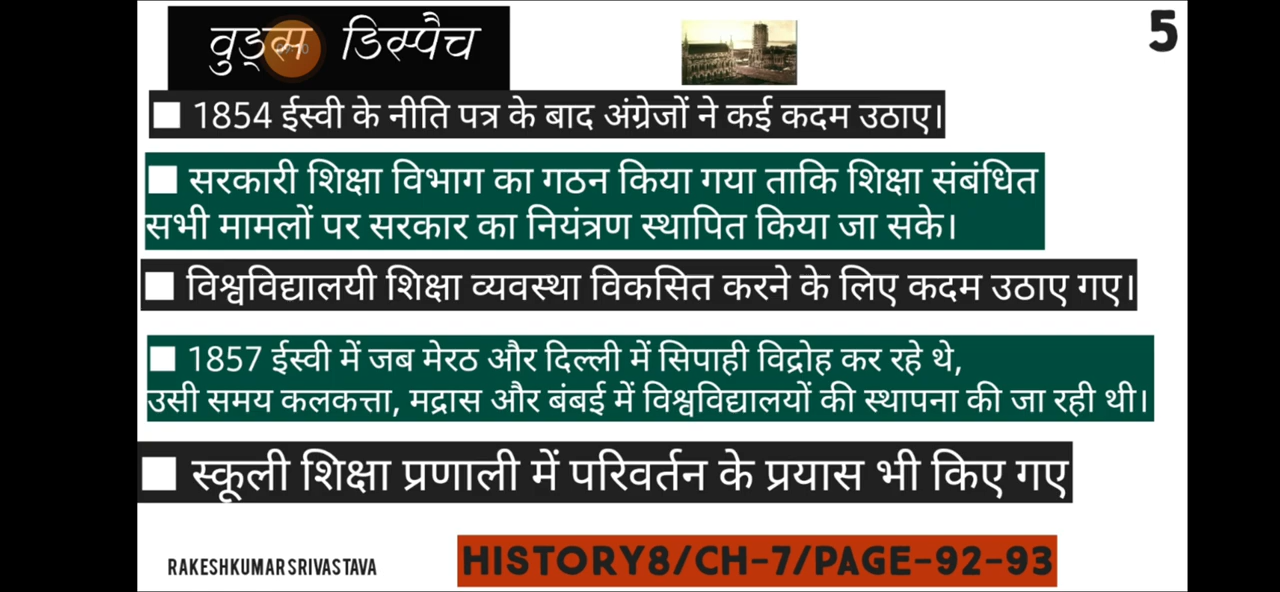 वुड्स डिस्पैच
5
■ 1854 ईस्वी के नीति पत्र के बाद अंग्रेजों ने कई कदम उठाए।
■ सरकारी शिक्षा विभाग का गठन किया गया ताकि शिक्षा संबंधित
सभी मामलों पर सरकार का नियंत्रण स्थापित किया जा सके।
■ विश्वविद्यालयी शिक्षा व्यवस्था विकसित करने के लिए कदम उठाए गए।
■ 1857 ईस्वी में जब मेरठ और दिल्ली में सिपाही विद्रोह कर रहे थे,
उसी समय कलकत्ता, मद्रास और बंबई में विश्वविद्यालयों की स्थापना की जा रही थी।
■ स्कूली शिक्षा प्रणाली में परिवर्तन के प्रयास भी किए गए
RAKESHKUMAR SRIVASTAVA
HISTORY8/CH-7/PAGE-92-93